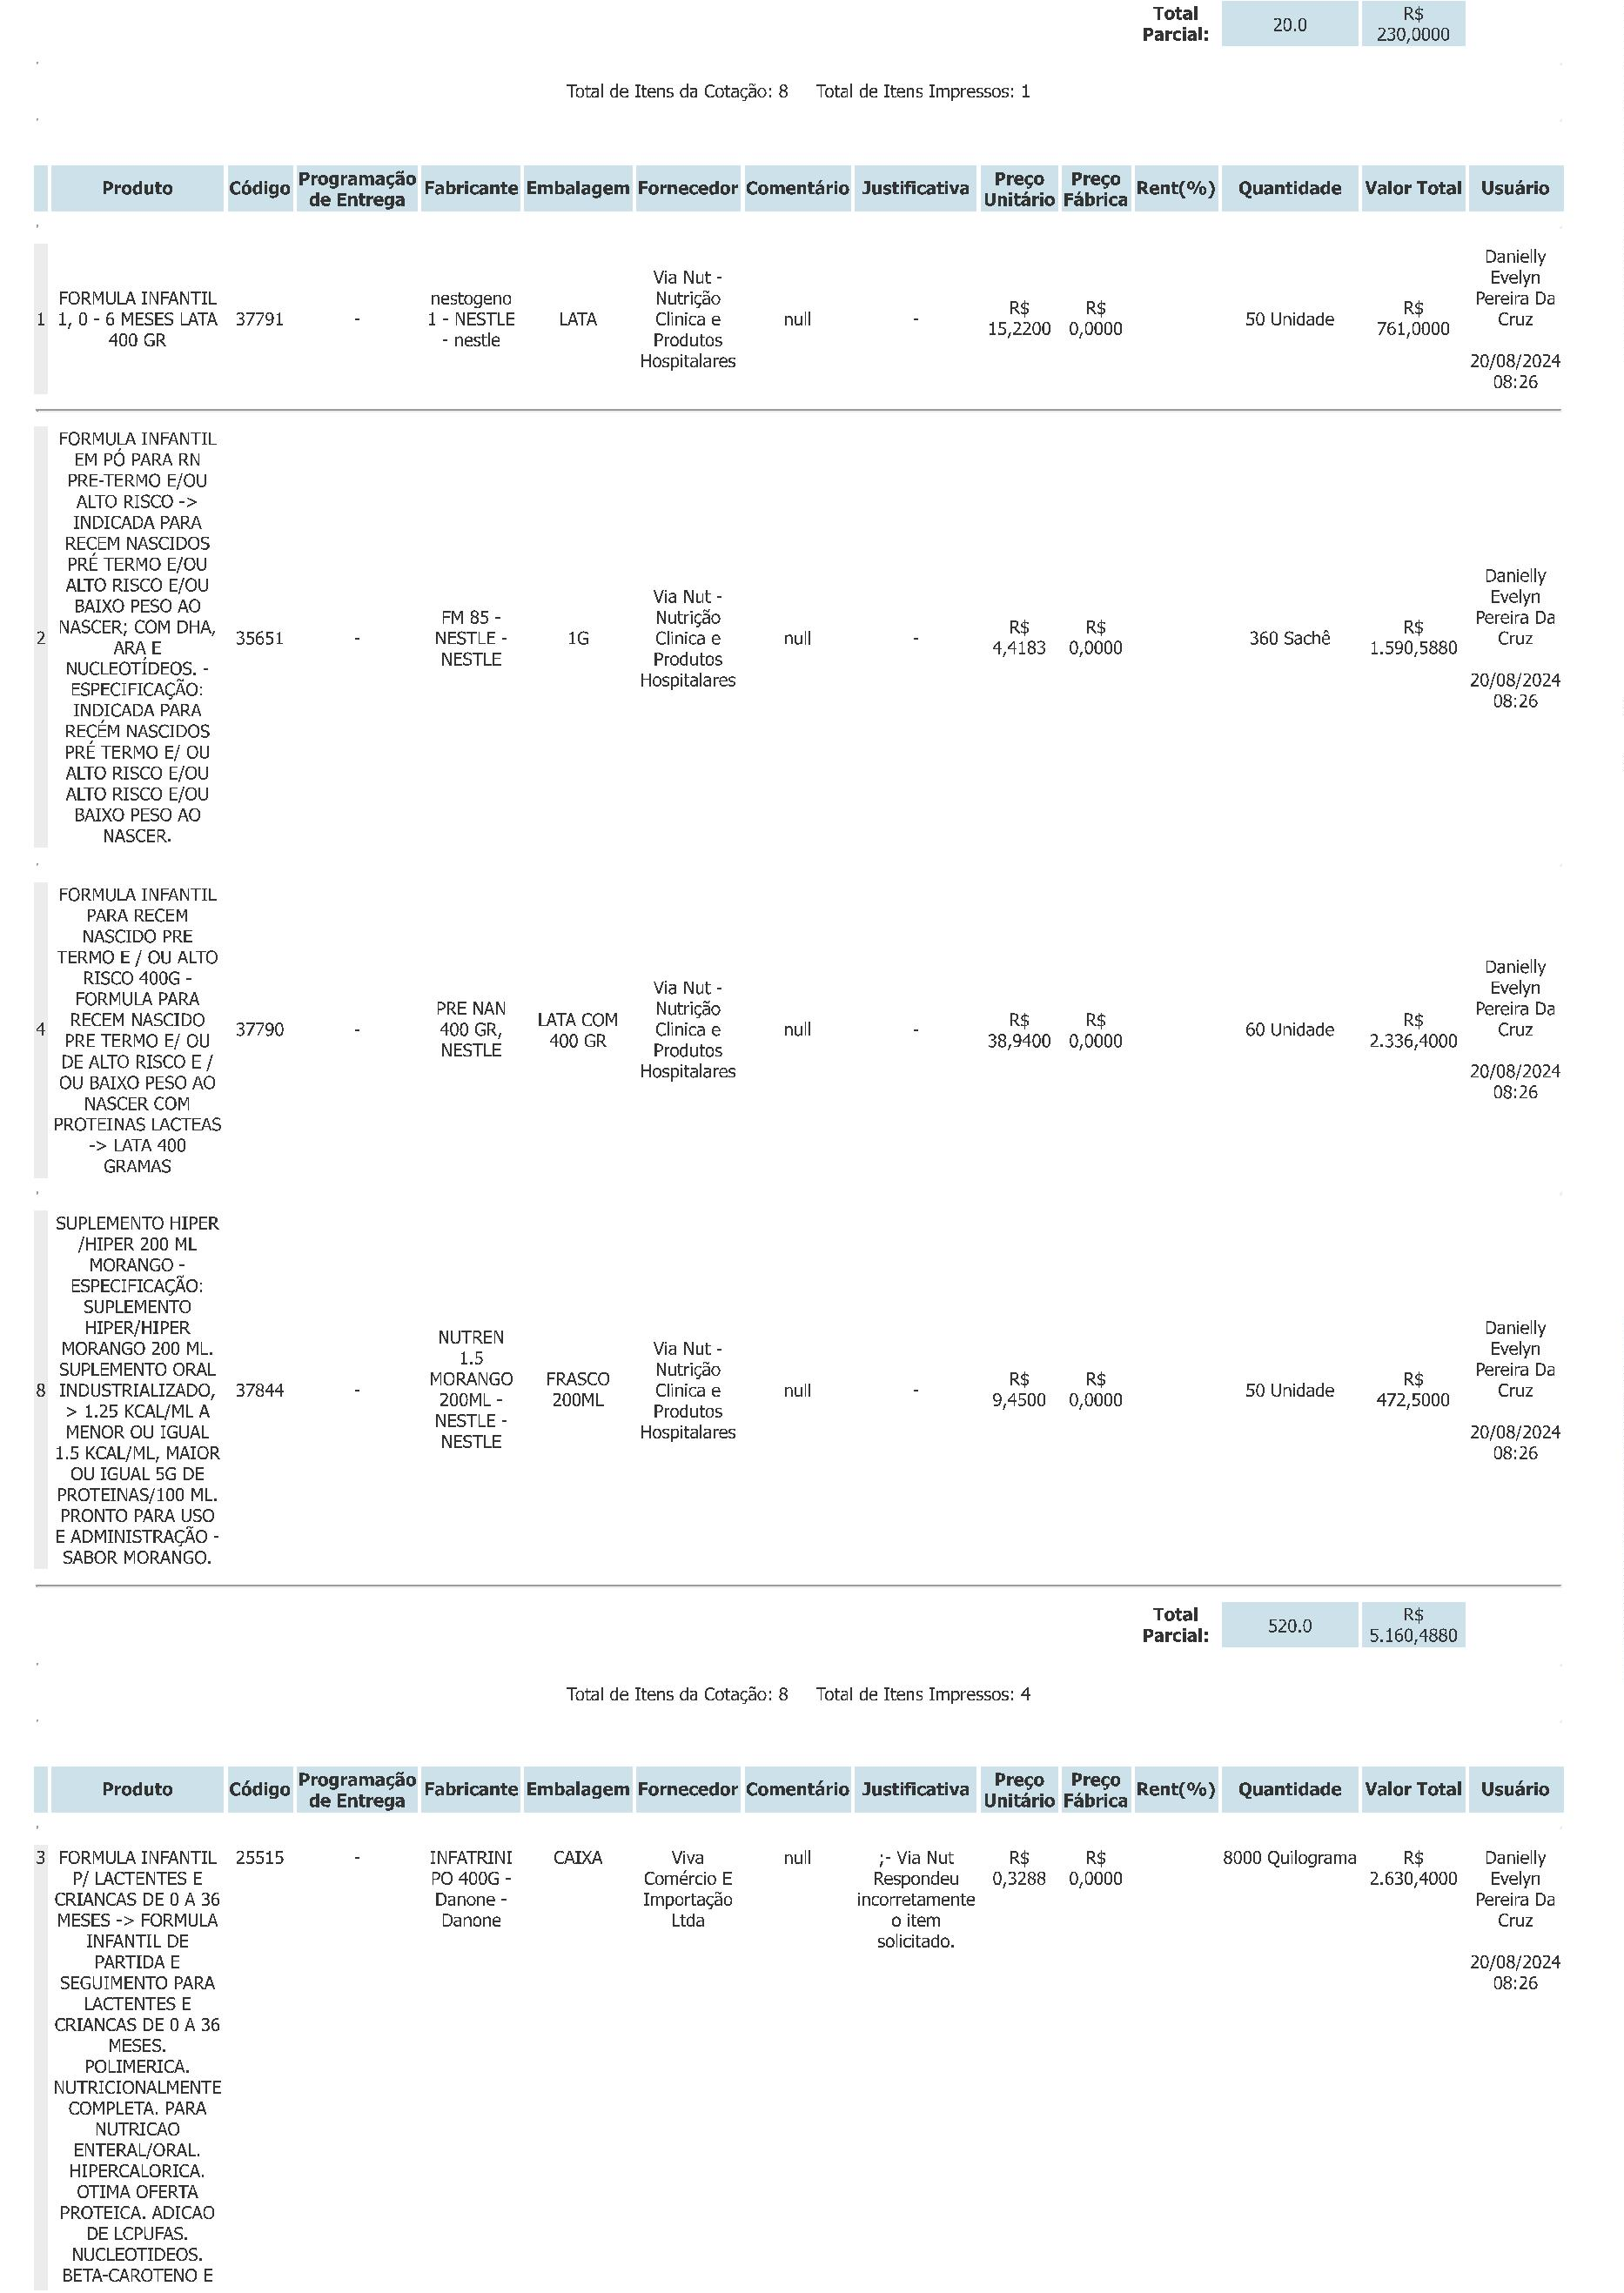 Total Parcial: 20.0 R$ 230,0000
Total de Itens da Cotação: 8 Total de Itens Impressos: 1
Produto Código Programação de Entrega Fabricante Embalagem Fornecedor Comentário Justificativa Preço Unitário Preço Fábrica Rent(%) Quantidade Valor Total Usuário
1
FORMULA INFANTIL
1, 0 - 6 MESES LATA
400 GR
37791
-
nestogeno
1 - NESTLE
- nestle
LATA
Via Nut -
Nutrição
Clinica e
Produtos
Hospitalares
null
-
R$
15,2200
R$
0,0000
50 Unidade
R$
761,0000
Danielly
Evelyn
Pereira Da
Cruz
20/08/2024
08:26
2
FORMULA INFANTIL
EM PÓ PARA RN
PRE-TERMO E/OU
ALTO RISCO ->
INDICADA PARA
RECEM NASCIDOS
PRÉ TERMO E/OU
ALTO RISCO E/OU
BAIXO PESO AO
NASCER; COM DHA,
ARA E
NUCLEOTÍDEOS. -
ESPECIFICAÇÃO:
INDICADA PARA
RECÉM NASCIDOS
PRÉ TERMO E/ OU
ALTO RISCO E/OU
ALTO RISCO E/OU
BAIXO PESO AO
NASCER.
35651
-
FM 85 -
NESTLE -
NESTLE
1G
Via Nut -
Nutrição
Clinica e
Produtos
Hospitalares
null
-
R$
4,4183
R$
0,0000
360 Sachê
R$
1.590,5880
Danielly
Evelyn
Pereira Da
Cruz
20/08/2024
08:26
4
FORMULA INFANTIL
PARA RECEM
NASCIDO PRE
TERMO E / OU ALTO
RISCO 400G -
FORMULA PARA
RECEM NASCIDO
PRE TERMO E/ OU
DE ALTO RISCO E /
OU BAIXO PESO AO
NASCER COM
PROTEINAS LACTEAS
-> LATA 400
GRAMAS
37790
-
PRE NAN
400 GR,
NESTLE
LATA COM
400 GR
Via Nut -
Nutrição
Clinica e
Produtos
Hospitalares
null
-
R$
38,9400
R$
0,0000
60 Unidade
R$
2.336,4000
Danielly
Evelyn
Pereira Da
Cruz
20/08/2024
08:26
8
SUPLEMENTO HIPER
/HIPER 200 ML
MORANGO -
ESPECIFICAÇÃO:
SUPLEMENTO
HIPER/HIPER
MORANGO 200 ML.
SUPLEMENTO ORAL
INDUSTRIALIZADO,
> 1.25 KCAL/ML A
MENOR OU IGUAL
1.5 KCAL/ML, MAIOR
OU IGUAL 5G DE
PROTEINAS/100 ML.
PRONTO PARA USO
E ADMINISTRAÇÃO -
SABOR MORANGO.
37844
-
NUTREN
1.5
MORANGO
200ML -
NESTLE -
NESTLE
FRASCO
200ML
Via Nut -
Nutrição
Clinica e
Produtos
Hospitalares
null
-
R$
9,4500
R$
0,0000
50 Unidade
R$
472,5000
Danielly
Evelyn
Pereira Da
Cruz
20/08/2024
08:26
Total Parcial: 520.0 R$ 5.160,4880
Total de Itens da Cotação: 8 Total de Itens Impressos: 4
Produto Código Programação de Entrega Fabricante Embalagem Fornecedor Comentário Justificativa Preço Unitário Preço Fábrica Rent(%) Quantidade Valor Total Usuário
3
FORMULA INFANTIL
P/ LACTENTES E
CRIANCAS DE 0 A 36
MESES -> FORMULA
INFANTIL DE
PARTIDA E
SEGUIMENTO PARA
LACTENTES E
CRIANCAS DE 0 A 36
MESES.
POLIMERICA.
NUTRICIONALMENTE
COMPLETA. PARA
NUTRICAO
ENTERAL/ORAL.
HIPERCALORICA.
OTIMA OFERTA
PROTEICA. ADICAO
DE LCPUFAS.
NUCLEOTIDEOS.
BETA-CAROTENO E
25515
-
INFATRINI
PO 400G -
Danone -
Danone
CAIXA
Viva
Comércio E
Importação
Ltda
null
;- Via Nut
Respondeu
incorretamente
o item
solicitado.
R$
0,3288
R$
0,0000
8000 Quilograma
R$
2.630,4000
Danielly
Evelyn
Pereira Da
Cruz
20/08/2024
08:26